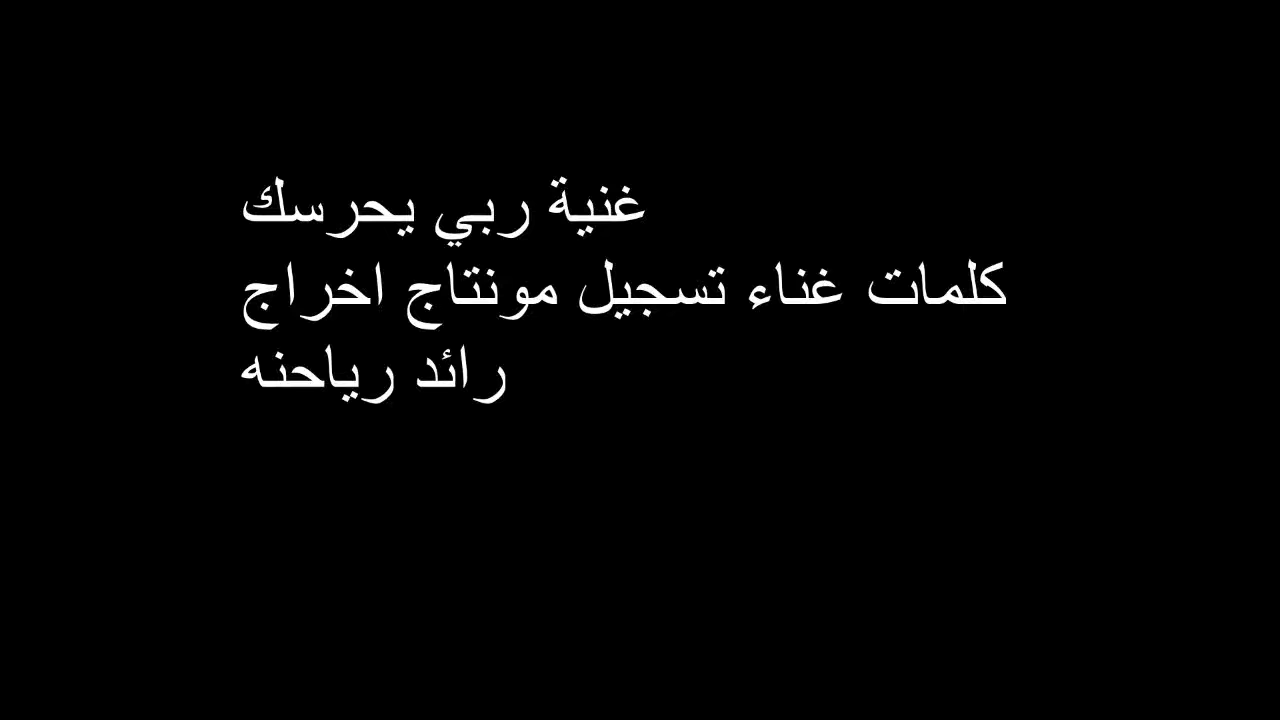 غنية ربي يحرسك
كلمات غناء تسجيل مونتاج اخراج
رائد رياحنه